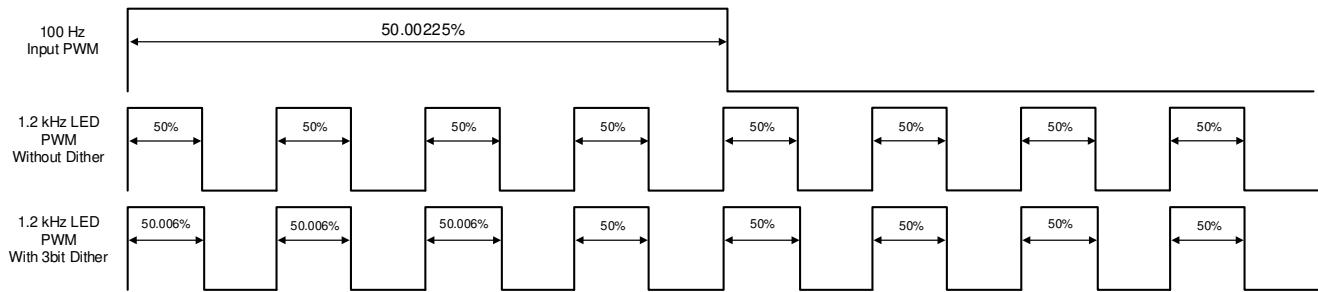 100 Hz
Input PWM
50.00225%
1.2 kHz LED
PWM
Without Dither
50% 50% 50% 50% 50% 50% 50% 50%
1.2 kHz LED
PWM
With 3bit Dither
50.006% 50.006% 50.006% 50% 50% 50% 50% 50%